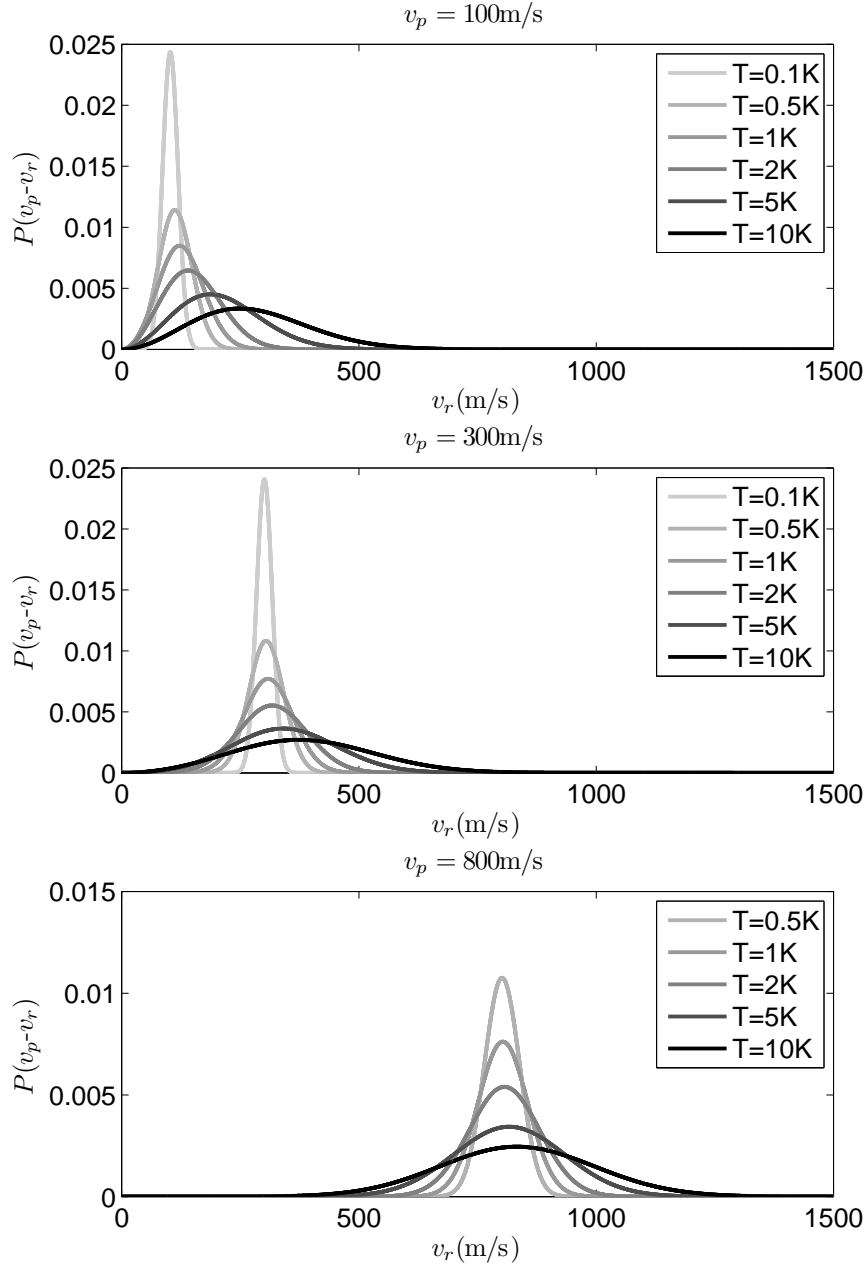 v_p = 100m/s
0.025
0.02
0.015
0.01
0.005
0
P(v_p-v_r)
T=0.1K
T=0.5K
T=1K
T=2K
T=5K
T=10K
0 500 1000 1500
v_r(m/s)
v_p = 300m/s
0.025
0.02
0.015
0.01
0.005
0
P(v_p-v_r)
T=0.1K
T=0.5K
T=1K
T=2K
T=5K
T=10K
0 500 1000 1500
v_r(m/s)
v_p = 800m/s
0.015
0.01
0.005
0
P(v_p-v_r)
T=0.5K
T=1K
T=2K
T=5K
T=10K
0 500 1000 1500
v_r(m/s)